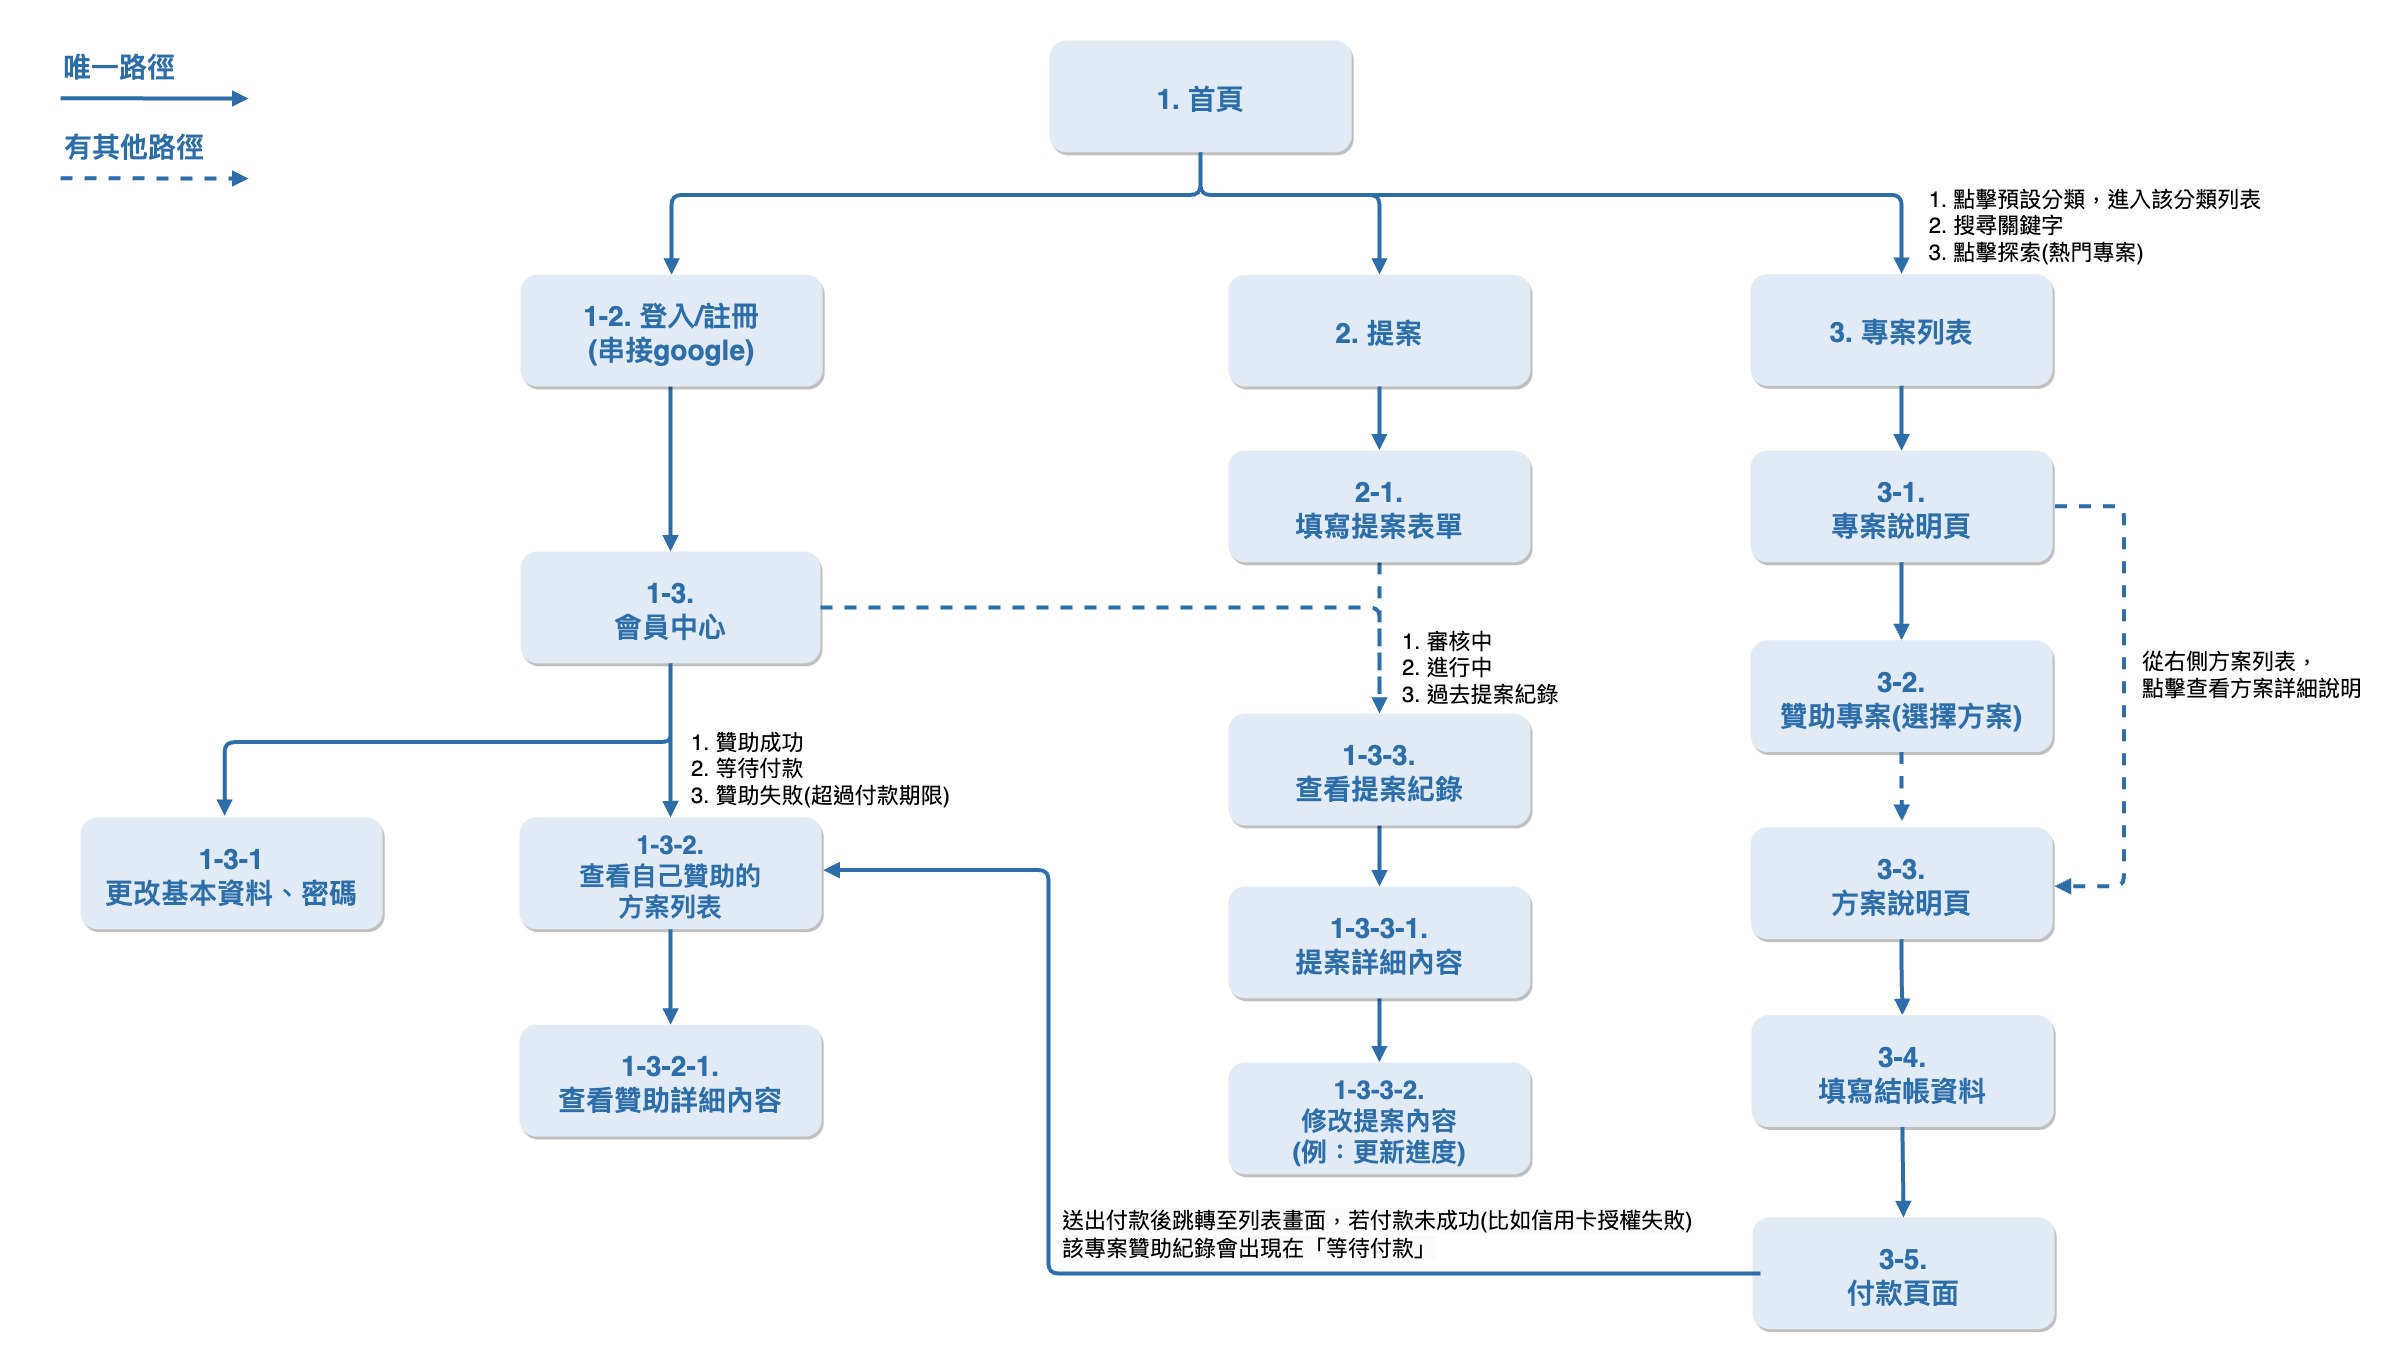 唯一路徑
有其他路徑
1. 首頁
1. 點擊預設分類，進入該分類列表
2. 搜尋關鍵字
3. 點擊探索(熱門專案)
1-2. 登入/註冊
(串接google)
2. 提案
3. 專案列表
2-1.
填寫提案表單
3-1.
專案說明頁
1-3.
會員中心
1. 審核中
2. 進行中
3. 過去提案紀錄
3-2.
贊助專案(選擇方案)
從右側方案列表，
點擊查看方案詳細說明
1. 贊助成功
2. 等待付款
3. 贊助失敗(超過付款期限)
1-3-3.
查看提案紀錄
1-3-1
更改基本資料、密碼
1-3-2.
查看自己贊助的
方案列表
3-3.
方案說明頁
1-3-3-1.
提案詳細內容
1-3-2-1.
查看贊助詳細內容
3-4.
填寫結帳資料
1-3-3-2.
修改提案內容
(例：更新進度)
送出付款後跳轉至列表畫面，若付款未成功(比如信用卡授權失敗)
該專案贊助紀錄會出現在「等待付款」
3-5.
付款頁面